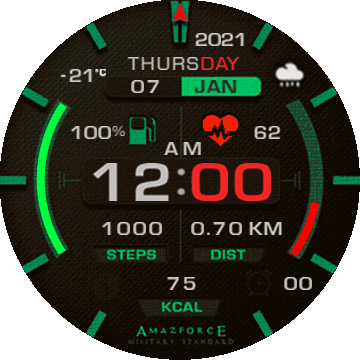 2021
THURSDAY
-21°C
07 JAN
100% 62
AM
12:00
1000 0.70 KM
STEPS DIST
75 00
KCAL
AMAZFORCE
MILITARY STANDARD